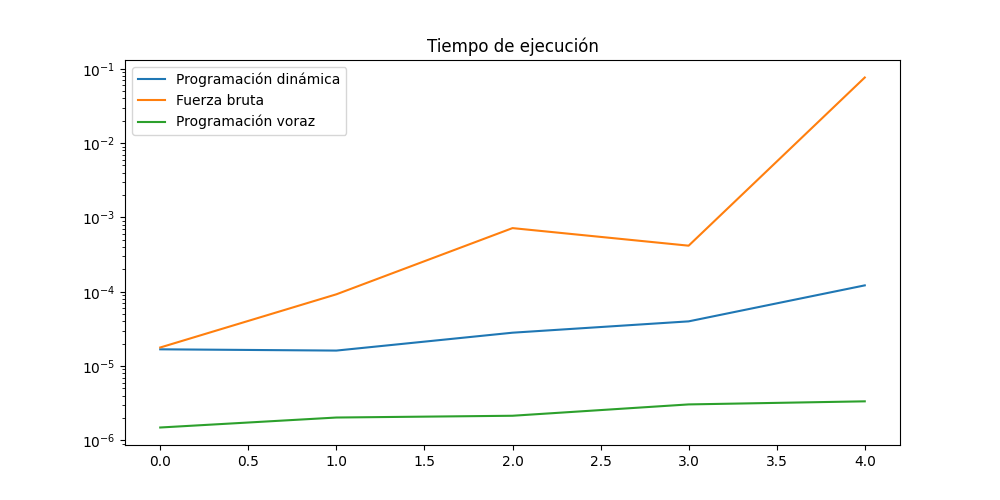 Tiempo de ejecución
Programación dinámica
Fuerza bruta
Programación voraz
10⁻¹
10⁻²
10⁻³
10⁻⁴
10⁻⁵
10⁻⁶
0.0 0.5 1.0 1.5 2.0 2.5 3.0 3.5 4.0